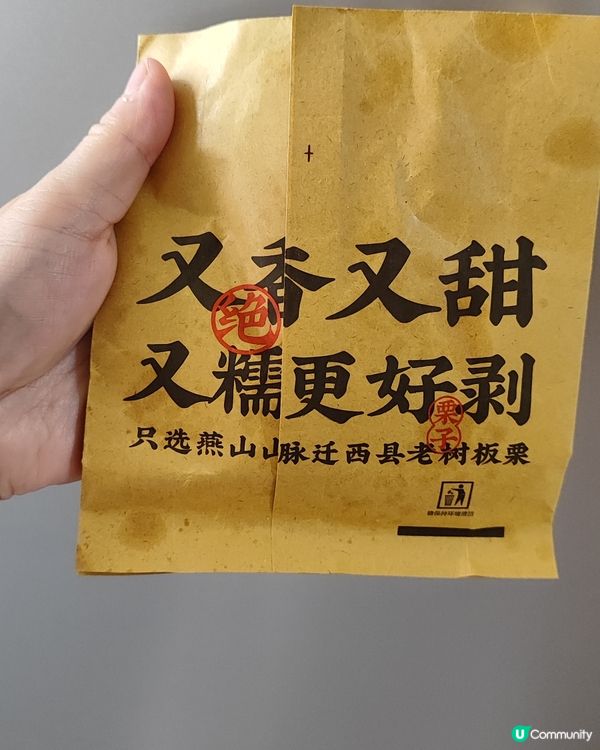 又香又甜
绝
又糯更好剥
栗子
只选燕山山脉迁西县老树板栗
U Community